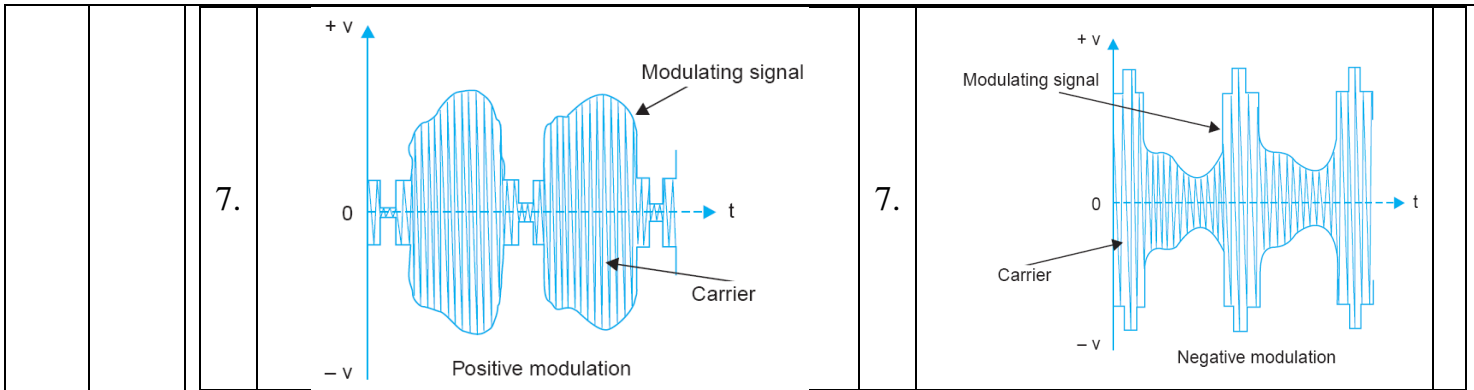 7.
+ v
Modulating signal
0
t
Carrier
– v
Positive modulation
7.
+ v
Modulating signal
0
t
Carrier
– v
Negative modulation